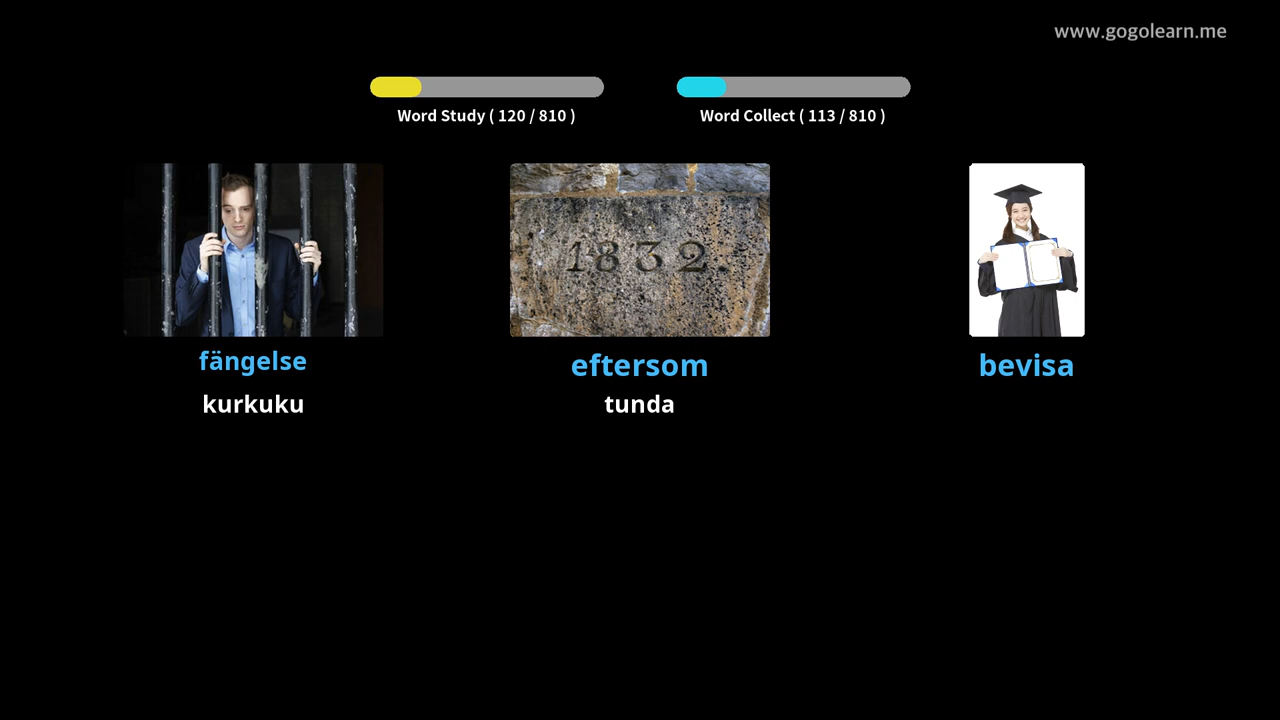 www.gogolearn.me
Word Study ( 120 / 810 )
Word Collect ( 113 / 810 )
1832.
fängelse
eftersom
bevisa
kurkuku
tunda